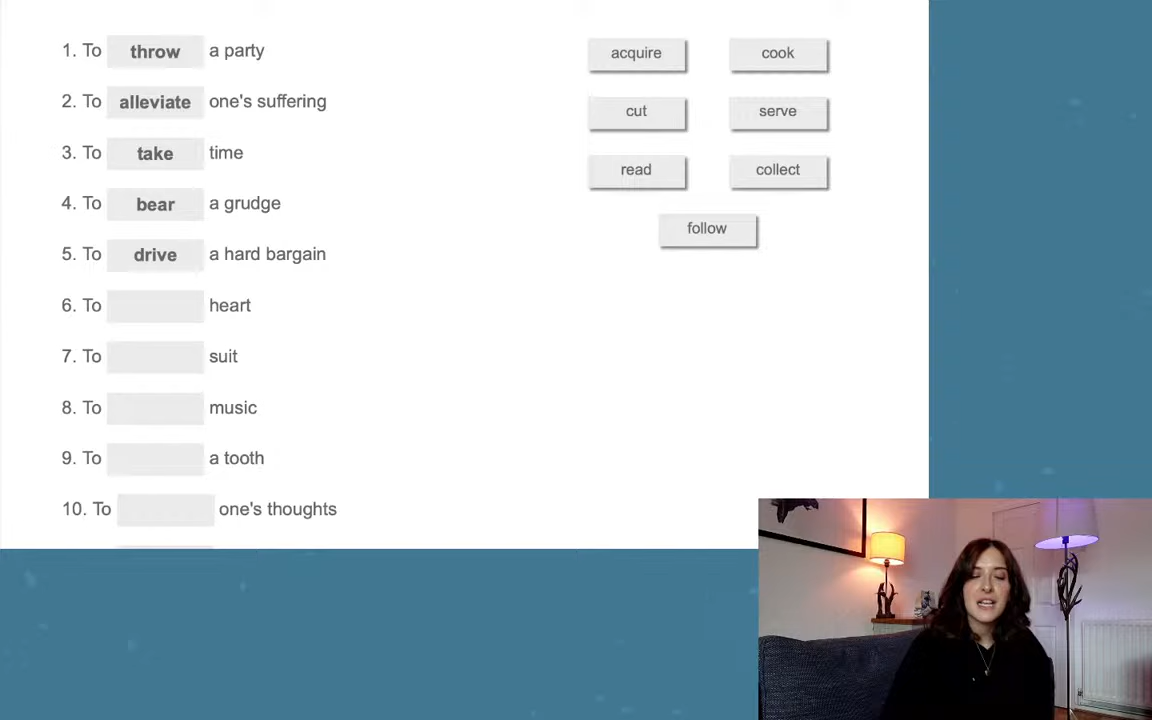 1. To throw a party
2. To alleviate one's suffering
3. To take time
4. To bear a grudge
5. To drive a hard bargain
6. To heart
7. To suit
8. To music
9. To a tooth
10. To one's thoughts
acquire cook
cut serve
read collect
follow